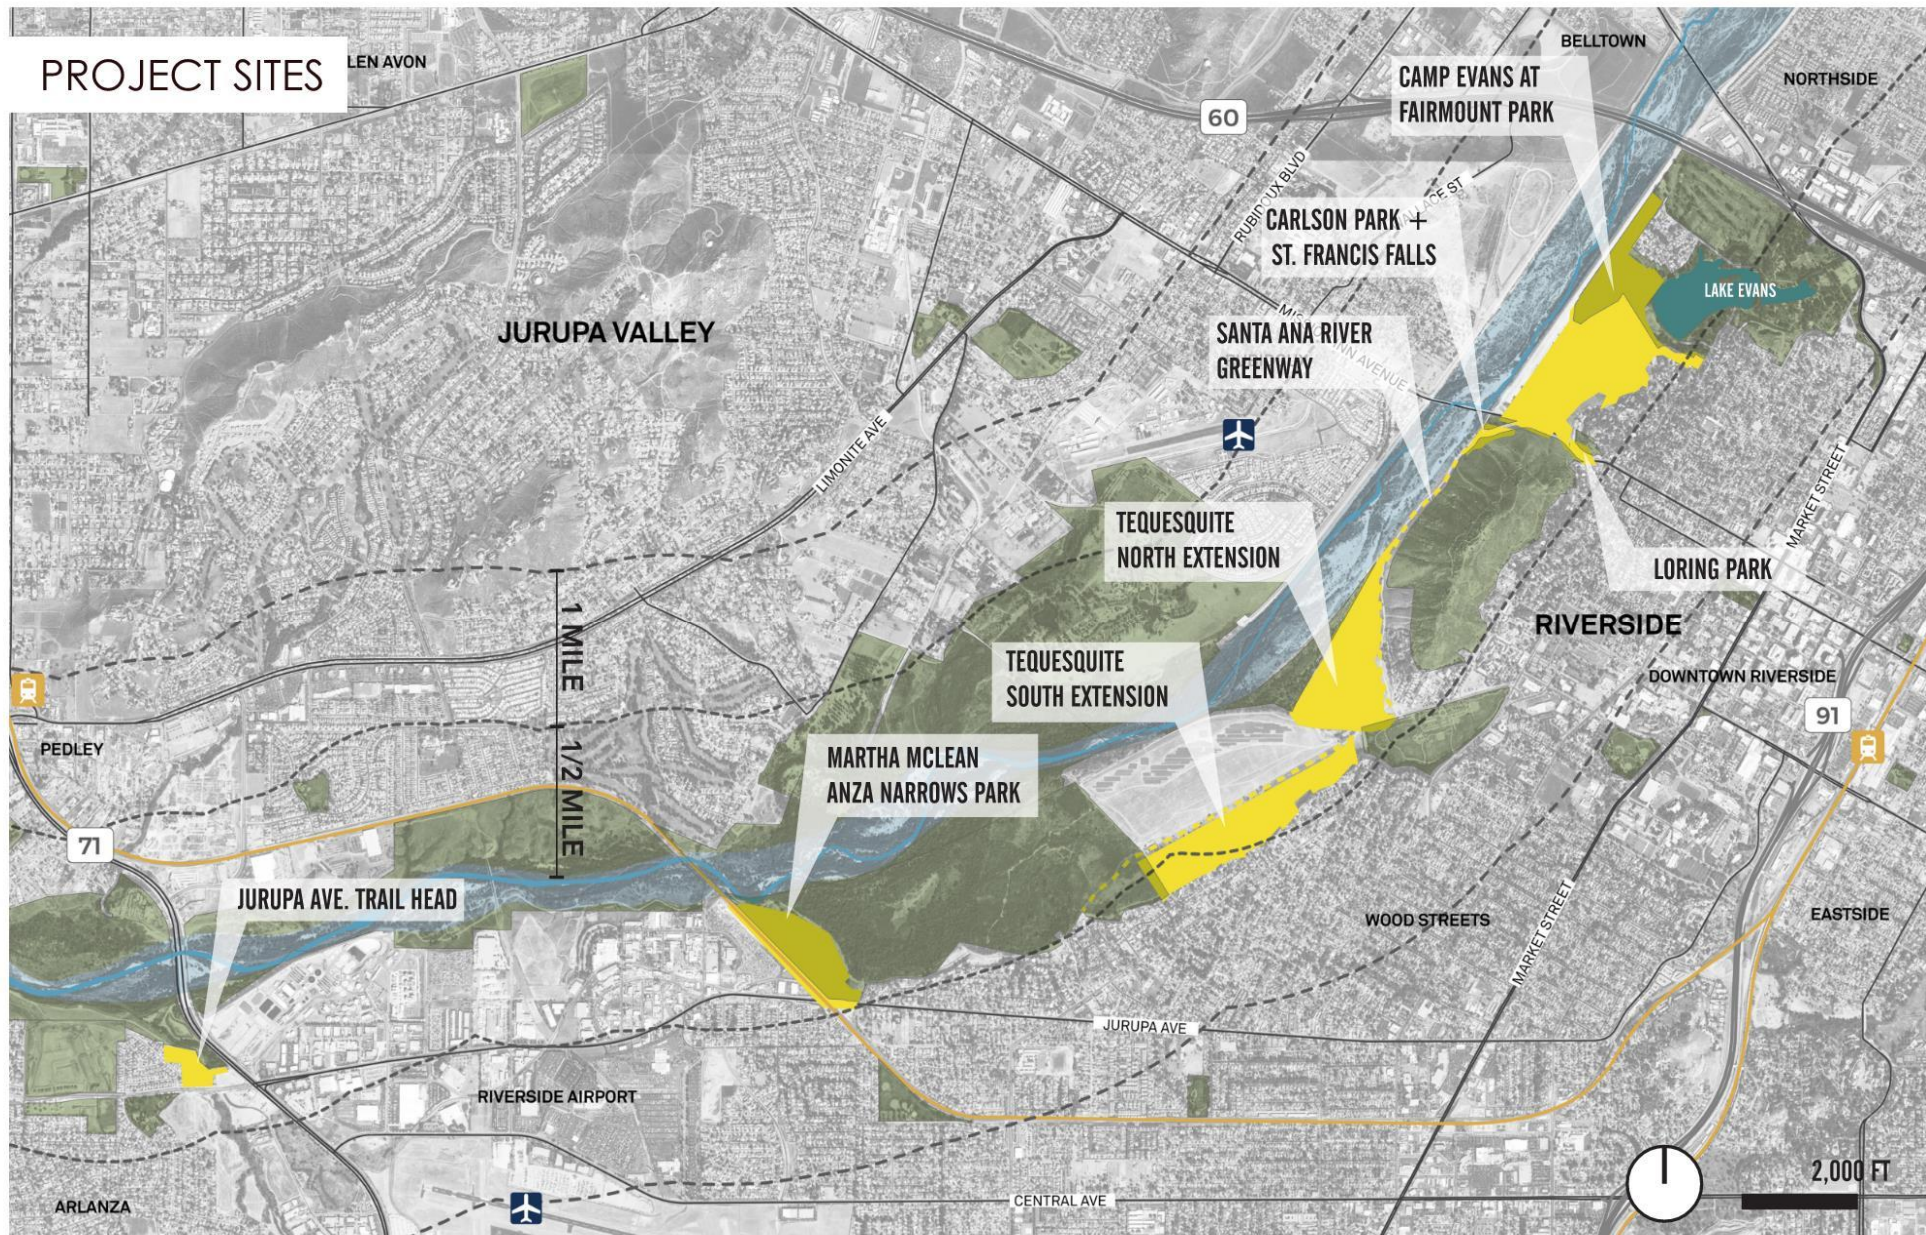 PROJECT SITES
LEN AVON
BELLTOWN
NORTHSIDE
CAMP EVANS AT
FAIRMOUNT PARK
60
RUBIDOUX BLVD
CARLSON PARK +
ST. FRANCIS FALLS
LAKE EVANS
SANTA ANA RIVER
GREENWAY
AVENUE
JURUPA VALLEY
LIMONITE AVE
MARKET STREET
TEQUESQUITE
NORTH EXTENSION
LORING PARK
RIVERSIDE
1 MILE
TEQUESQUITE
SOUTH EXTENSION
DOWNTOWN RIVERSIDE
91
PEDLEY
1/2 MILE
MARTHA MCLEAN
ANZA NARROWS PARK
71
JURUPA AVE. TRAIL HEAD
WOOD STREETS
MARKET STREET
EASTSIDE
JURUPA AVE
RIVERSIDE AIRPORT
2,000 FT
ARLANZA
CENTRAL AVE